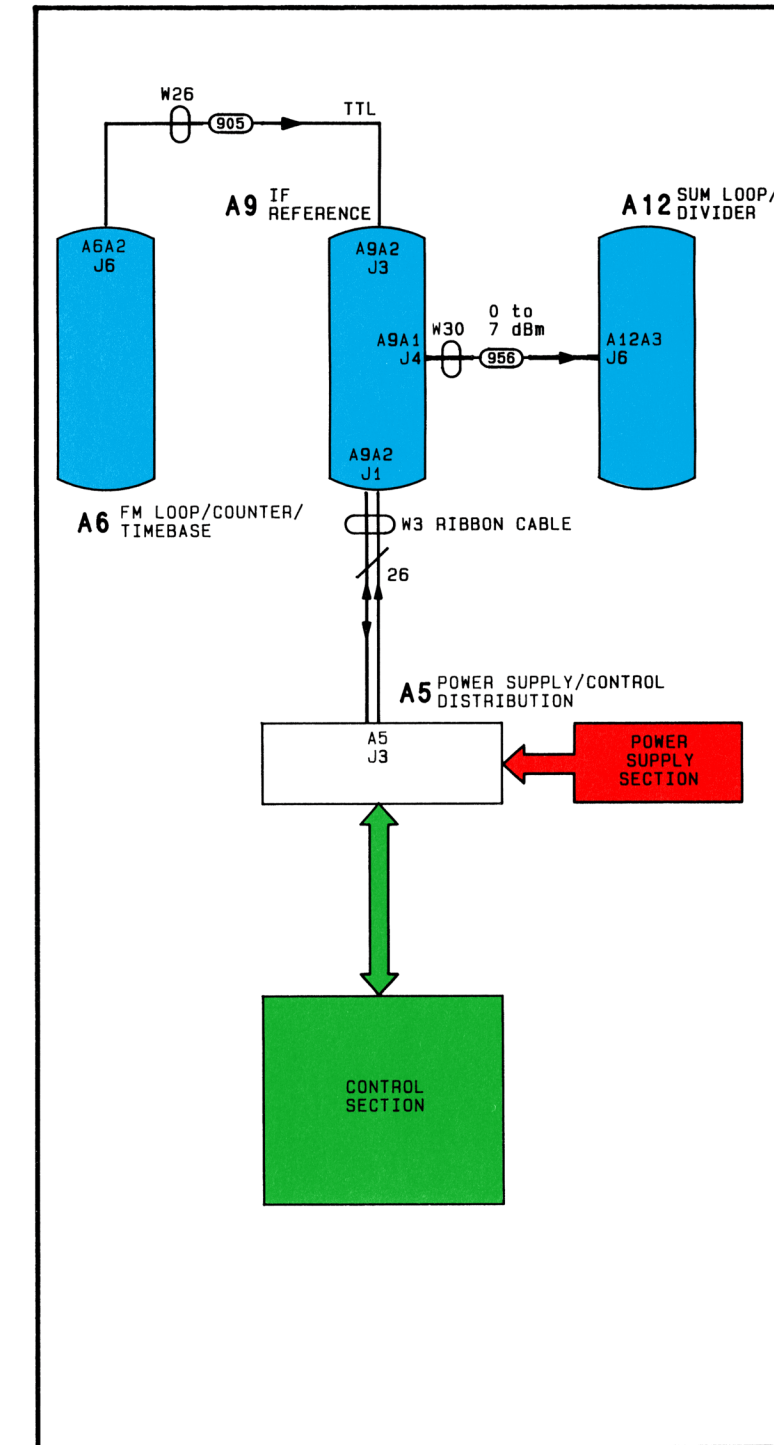 W26
905
TTL
A9 IF
REFERENCE
A12 SUM LOOP/
DIVIDER
A6A2
J6
A9A2
J3
A9A1
J4
W30
0 to
7 dBm
956
A12A3
J6
A9A2
J1
A6 FM LOOP/COUNTER/
TIMEBASE
W3 RIBBON CABLE
26
A5 POWER SUPPLY/CONTROL
DISTRIBUTION
A5
J3
POWER
SUPPLY
SECTION
CONTROL
SECTION